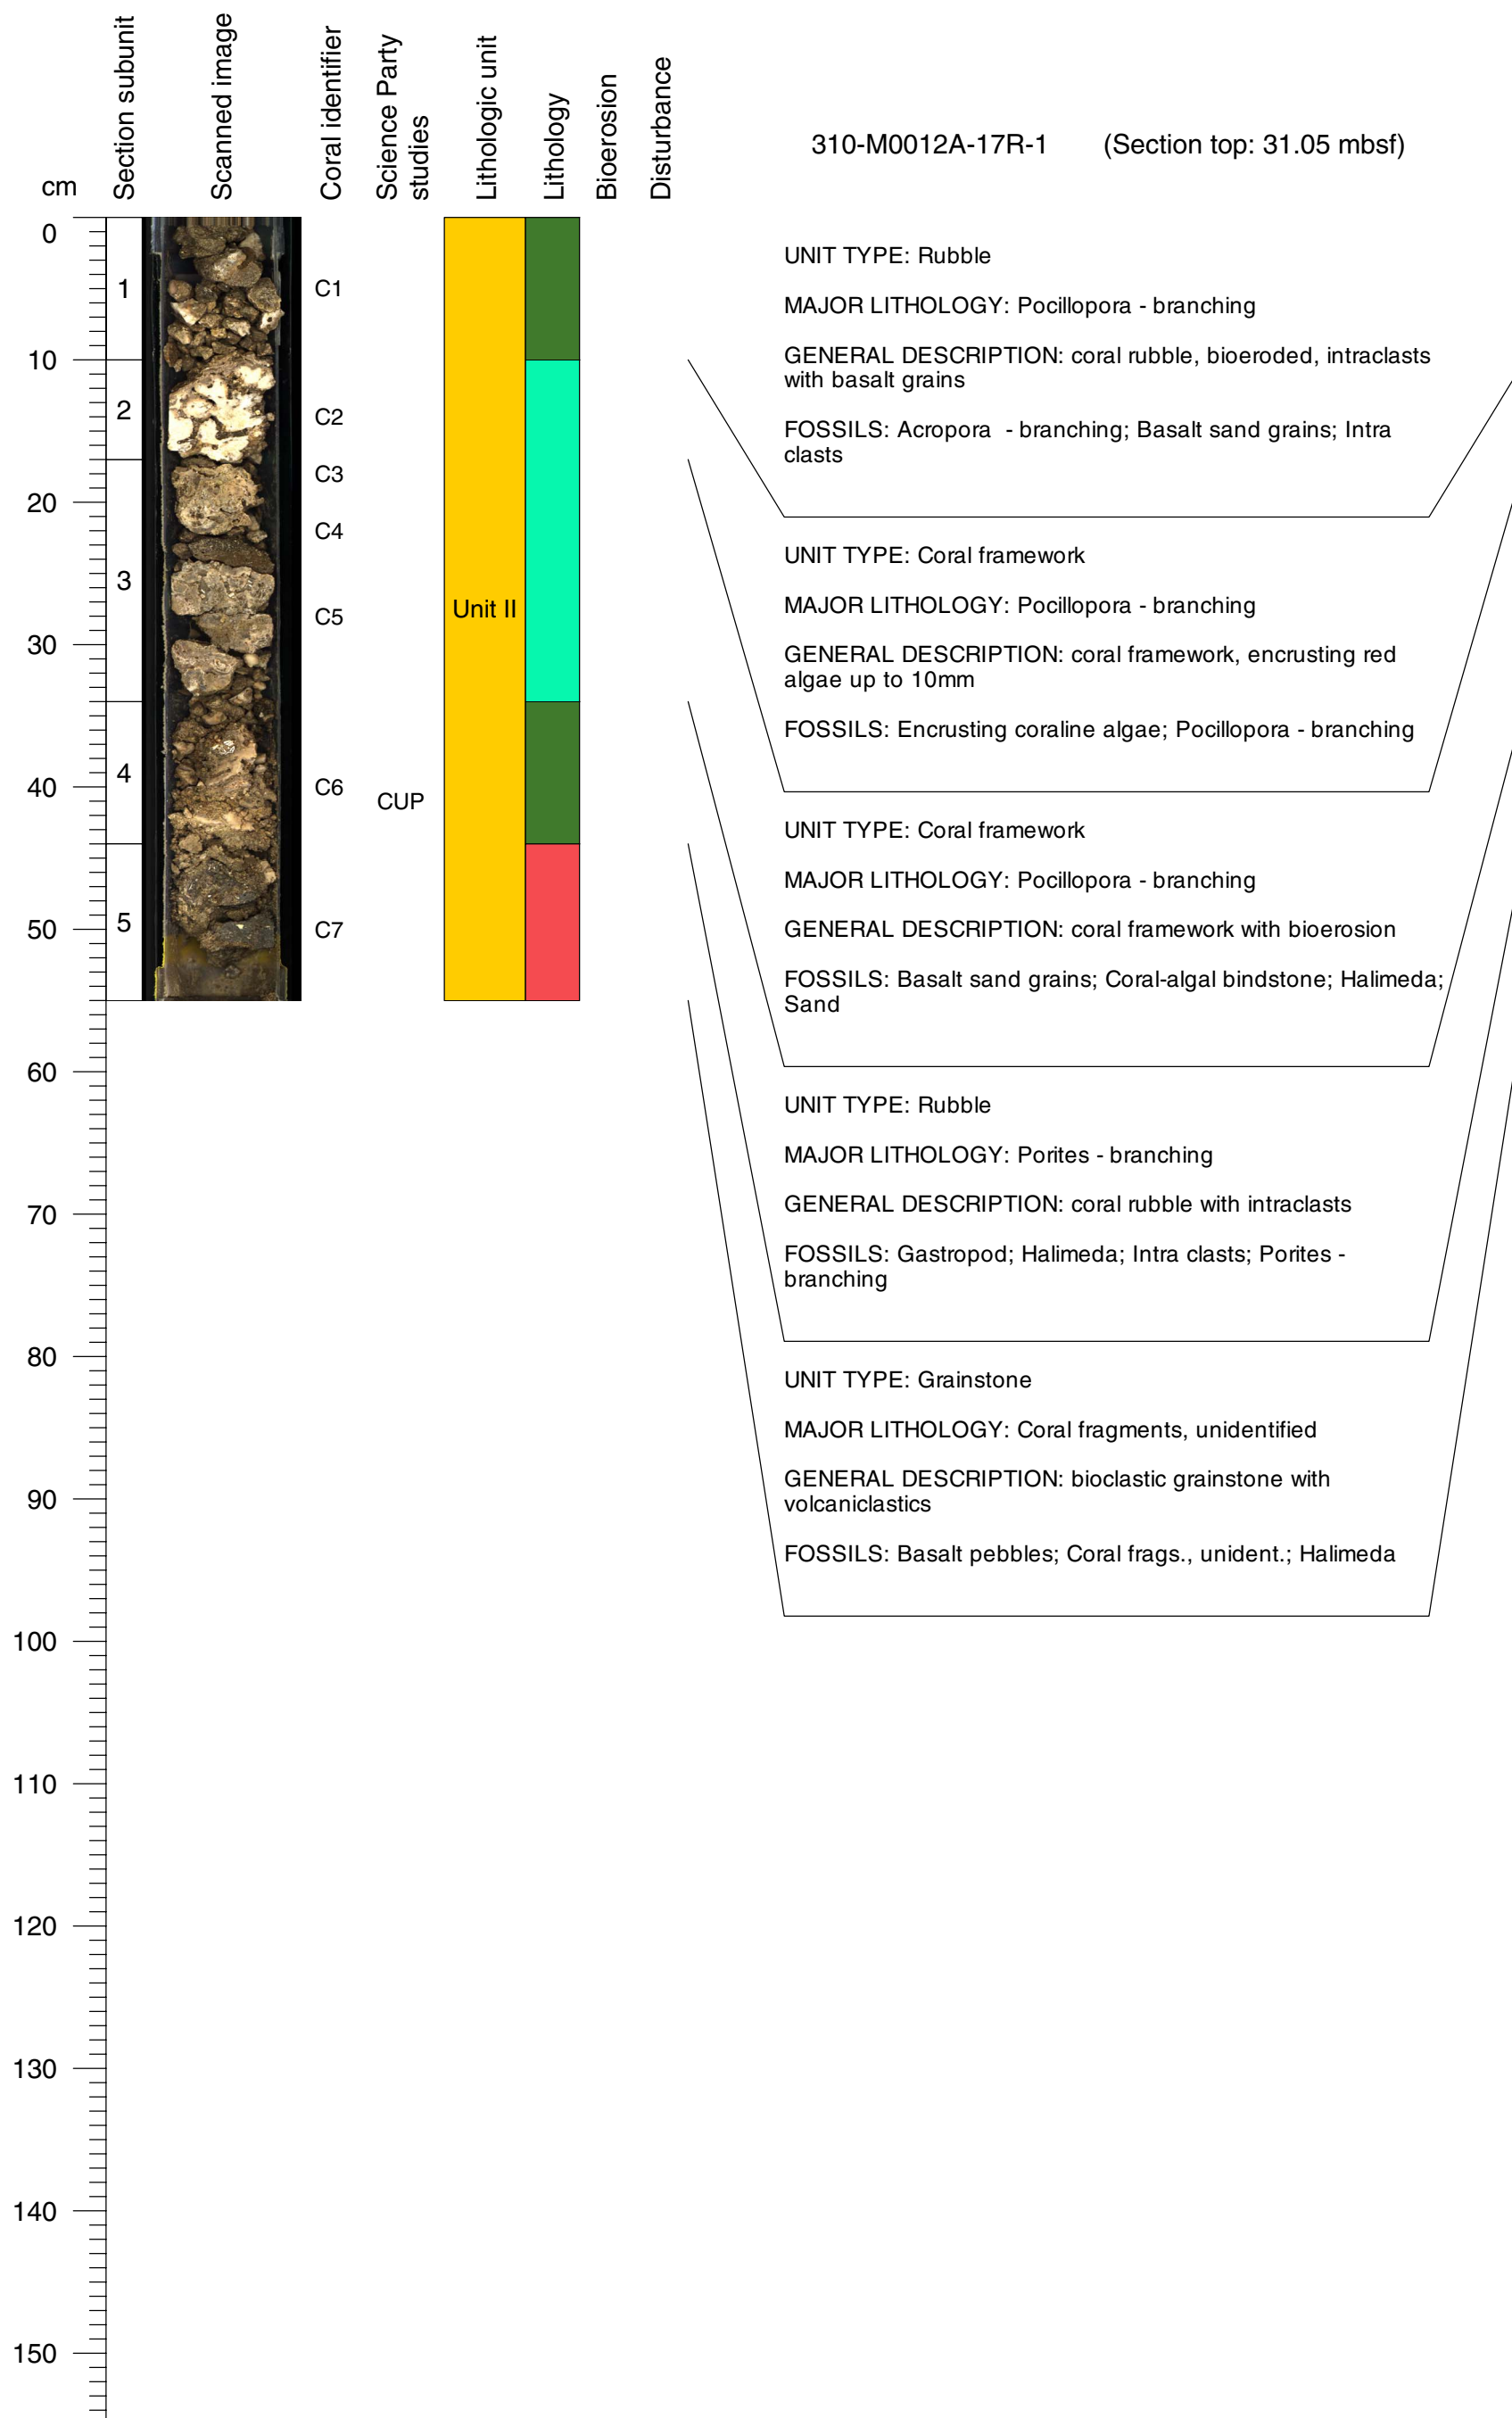 Section subunit
Scanned image
Coral identifier
Science Party
studies
Lithologic unit
Lithology
Bioerosion
Disturbance
310-M0012A-17R-1 (Section top: 31.05 mbsf)
cm
0
10
20
30
40
50
60
70
80
90
100
110
120
130
140
150
1
2
3
4
5
C1
C2
C3
C4
C5
C6
C7
CUP
Unit II
UNIT TYPE: Rubble
MAJOR LITHOLOGY: Pocillopora - branching
GENERAL DESCRIPTION: coral rubble, bioeroded, intraclasts
with basalt grains
FOSSILS: Acropora - branching; Basalt sand grains; Intra
clasts
UNIT TYPE: Coral framework
MAJOR LITHOLOGY: Pocillopora - branching
GENERAL DESCRIPTION: coral framework, encrusting red
algae up to 10mm
FOSSILS: Encrusting coraline algae; Pocillopora - branching
UNIT TYPE: Coral framework
MAJOR LITHOLOGY: Pocillopora - branching
GENERAL DESCRIPTION: coral framework with bioerosion
FOSSILS: Basalt sand grains; Coral-algal bindstone; Halimeda;
Sand
UNIT TYPE: Rubble
MAJOR LITHOLOGY: Porites - branching
GENERAL DESCRIPTION: coral rubble with intraclasts
FOSSILS: Gastropod; Halimeda; Intra clasts; Porites -
branching
UNIT TYPE: Grainstone
MAJOR LITHOLOGY: Coral fragments, unidentified
GENERAL DESCRIPTION: bioclastic grainstone with
volcaniclastics
FOSSILS: Basalt pebbles; Coral frags., unident.; Halimeda